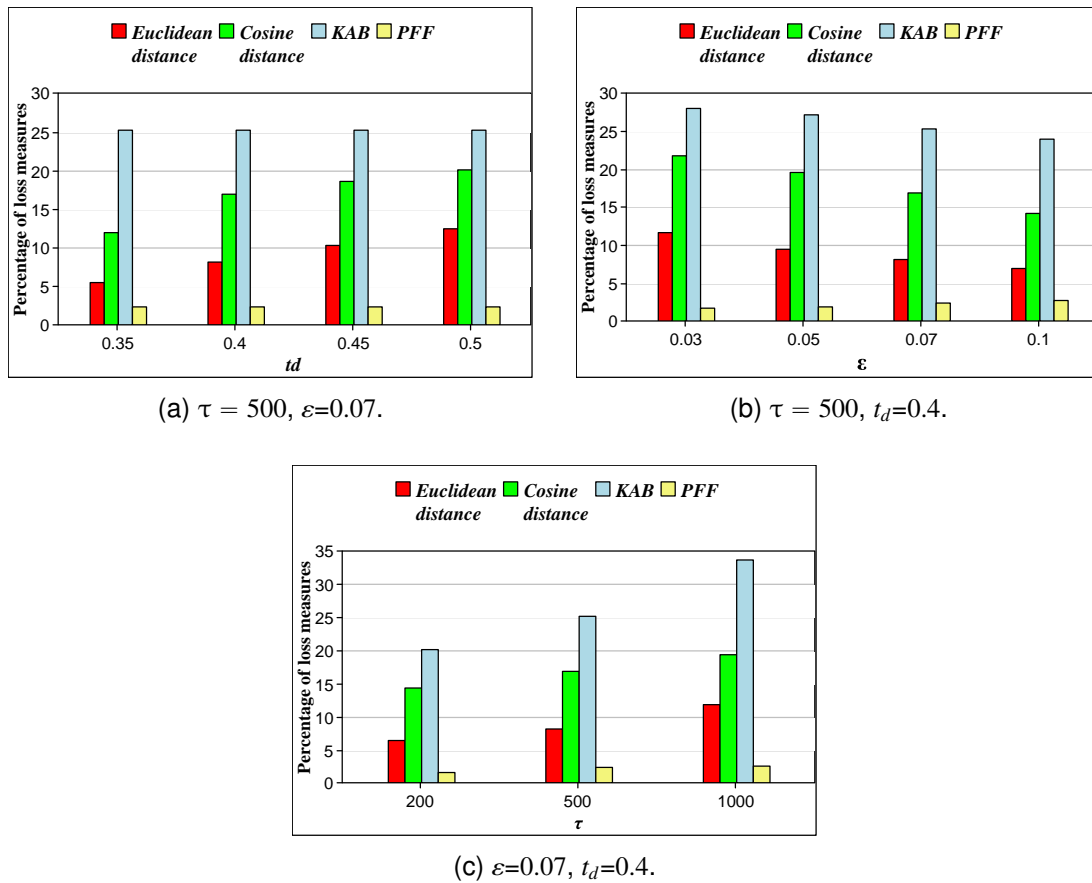 Euclidean distance Cosine distance KAB PFF
Percentage of loss measures
30
25
20
15
10
5
0
0.35 0.4 0.45 0.5
td
(a) τ = 500, ε=0.07.
Euclidean distance Cosine distance KAB PFF
Percentage of loss measures
30
25
20
15
10
5
0
0.03 0.05 0.07 0.1
ε
(b) τ = 500, t_d=0.4.
Euclidean distance Cosine distance KAB PFF
Percentage of loss measures
35
30
25
20
15
10
5
0
200 500 1000
τ
(c) ε=0.07, t_d=0.4.